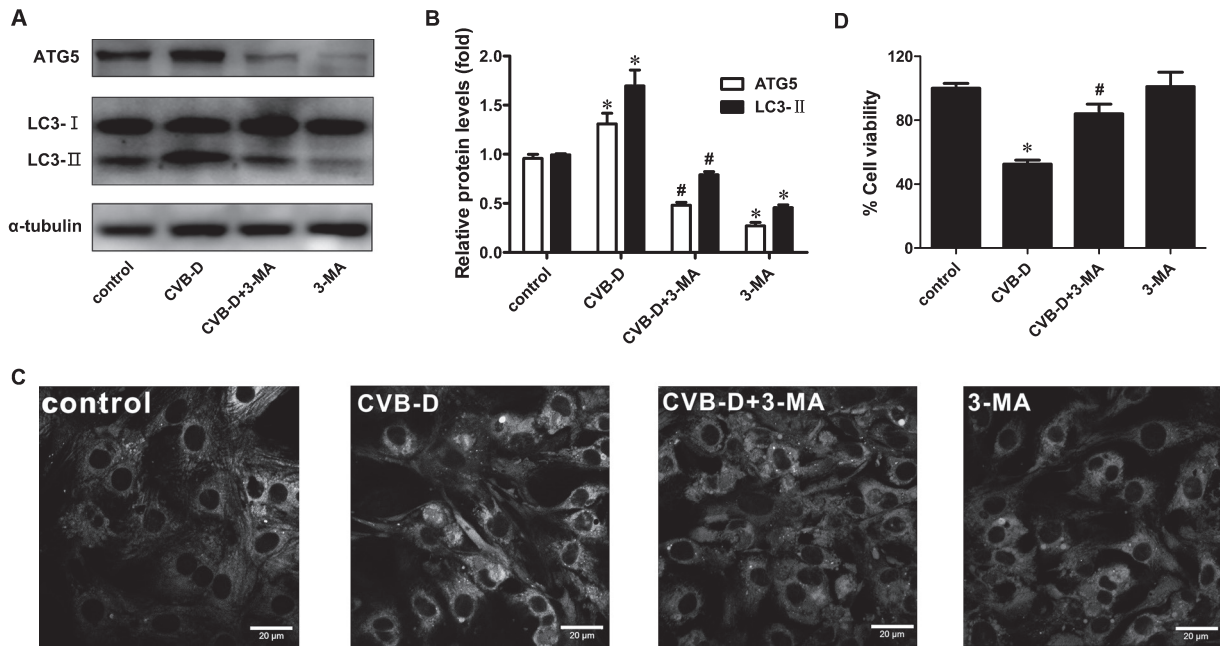 A
ATG5
LC3-Ⅰ
LC3-Ⅱ
α-tubulin
control
CVB-D
CVB-D+3-MA
3-MA
B
Relative protein levels (fold)
2.0
1.5
1.0
0.5
0.0
*
*
#
#
*
*
ATG5
LC3-Ⅱ
control
CVB-D
CVB-D+3-MA
3-MA
D
% Cell viability
120
80
40
0
*
#
control
CVB-D
CVB-D+3-MA
3-MA
C
control
20 µm
CVB-D
20 µm
CVB-D+3-MA
20 µm
3-MA
20 µm